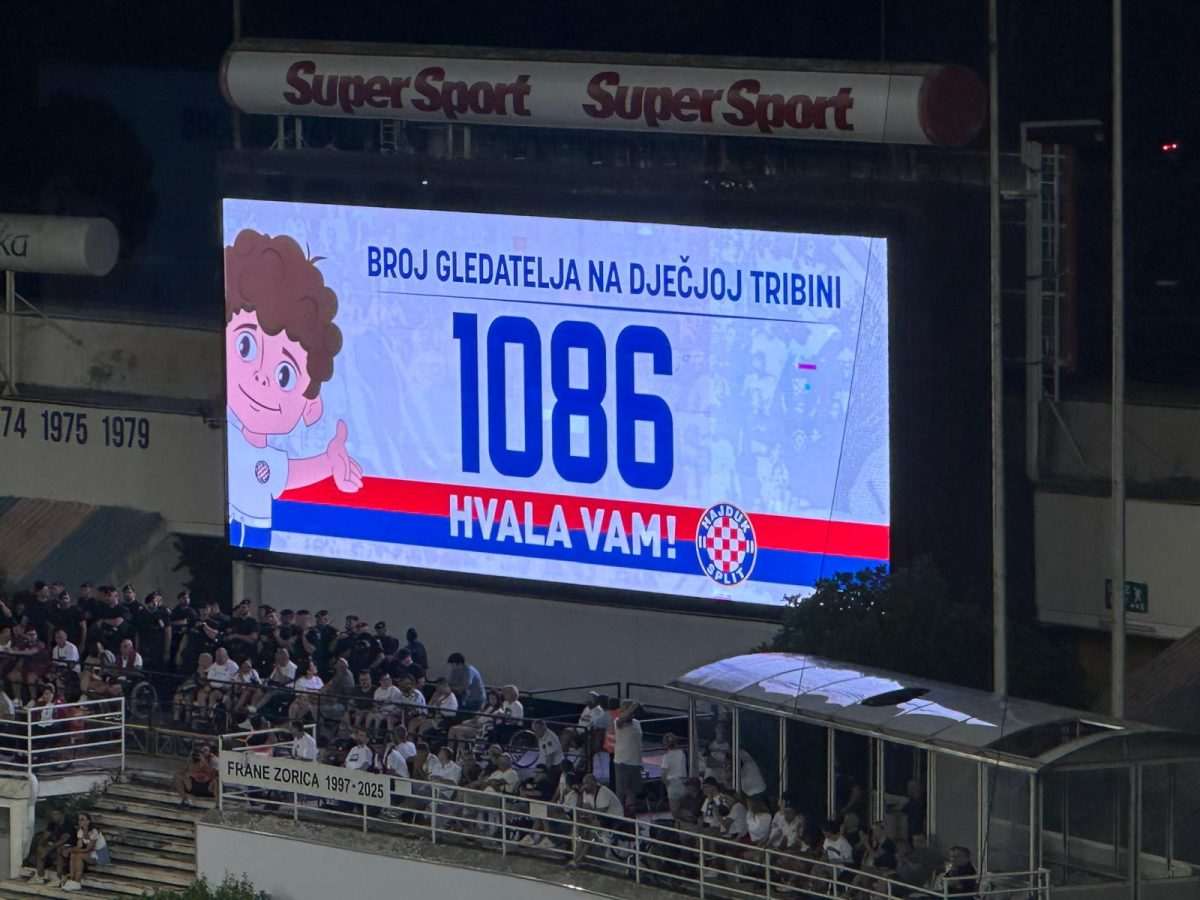 SuperSport SuperSport
BROJ GLEDATELJA NA DJEČJOJ TRIBINI
1086
HVALA VAM!
HAJDUK
SPLIT
74 1975 1979
FRANE ZORICA 1997-2025